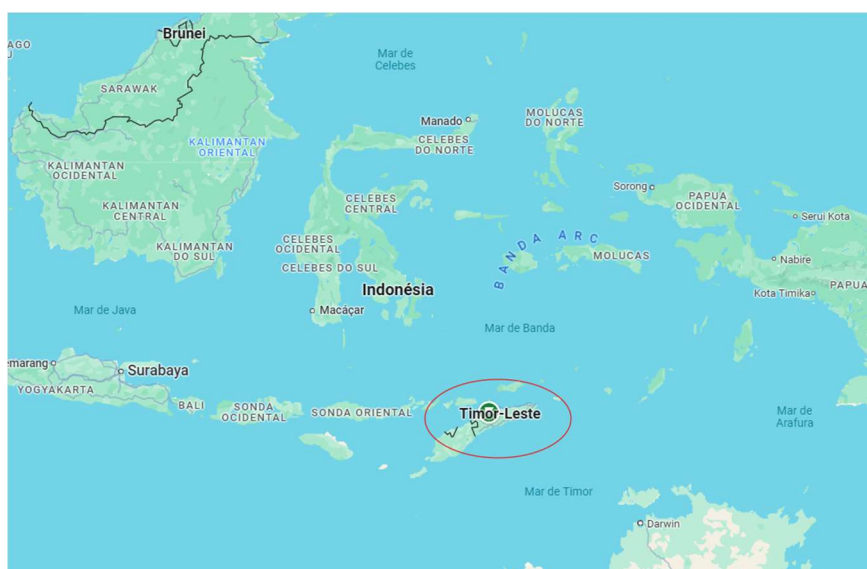 Brunei
AGO
Mar de
Celebes
SARAWAK
KALIMANTAN
ORIENTAL
Manado
MOLUCAS
DO NORTE
CELEBES
DO NORTE
KALIMANTAN
OCIDENTAL
Sorong
PAPUA
OCIDENTAL
CELEBES
CENTRAL
KALIMANTAN
CENTRAL
Serui Kota
BANDA ARC
CELEBES
OCIDENTAL
KALIMANTAN
DO SUL
MOLUCAS
CELEBES DO SUL
Nabire
Indonésia
PAPUA
Kota Timika
Mar de Java
Macáçar
Mar de Banda
emarang
Surabaya
YOGYAKARTA
BALI
SONDA
OCIDENTAL
SONDA ORIENTAL
Timor-Leste
Mar de
Arafura
Mar de Timor
Darwin